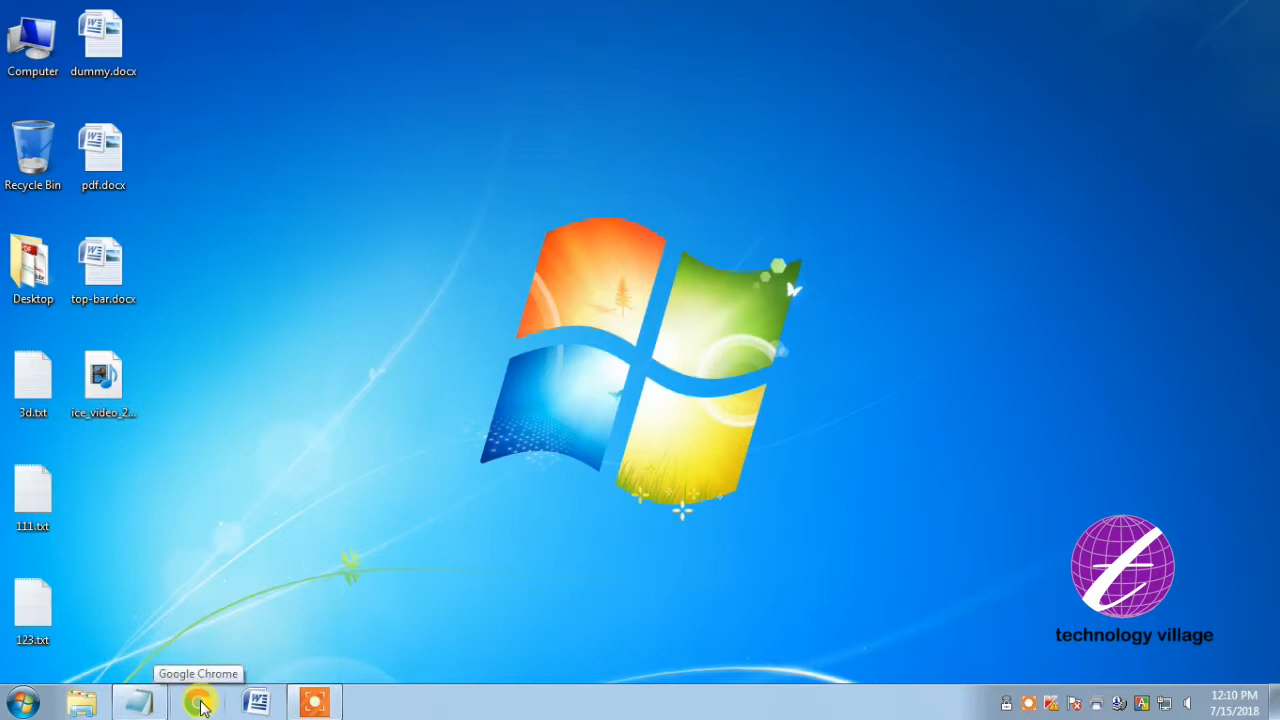 Computer
dummy.docx
Recycle Bin
pdf.docx
Desktop
top-bar.docx
3d.txt
ice_video_2...
111.txt
123.txt
technology village
Google Chrome
12:10 PM
7/15/2018